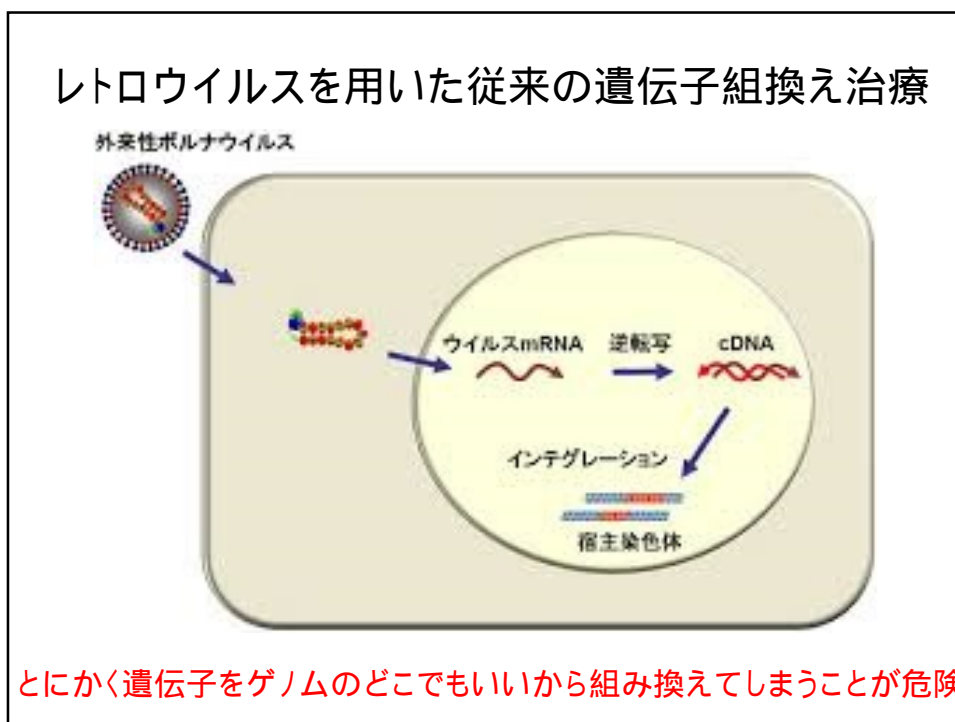 レトロウイルスを用いた従来の遺伝子組換え治療
外来性ボルナウイルス
ウイルスmRNA 逆転写 cDNA
インテグレーション
宿主染色体
とにかく遺伝子をゲノムのどこでもいいから組み換えてしまうことが危険